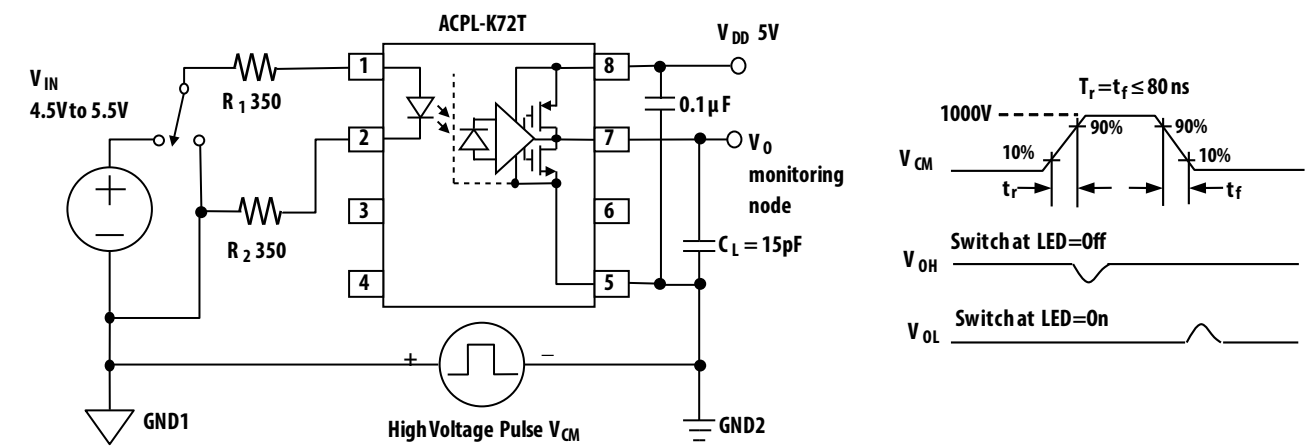 ACPL-K72T
V IN
4.5V to 5.5V
R 1 350
R 2 350
1
2
3
4
8
7
6
5
V DD 5V
0.1 µF
V O
monitoring
node
C L = 15pF
+
−
High Voltage Pulse V CM
GND1
GND2
T r = t f ≤ 80 ns
1000V
90%
90%
10%
10%
V CM
t r
t f
Switch at LED=Off
V OH
Switch at LED=On
V OL